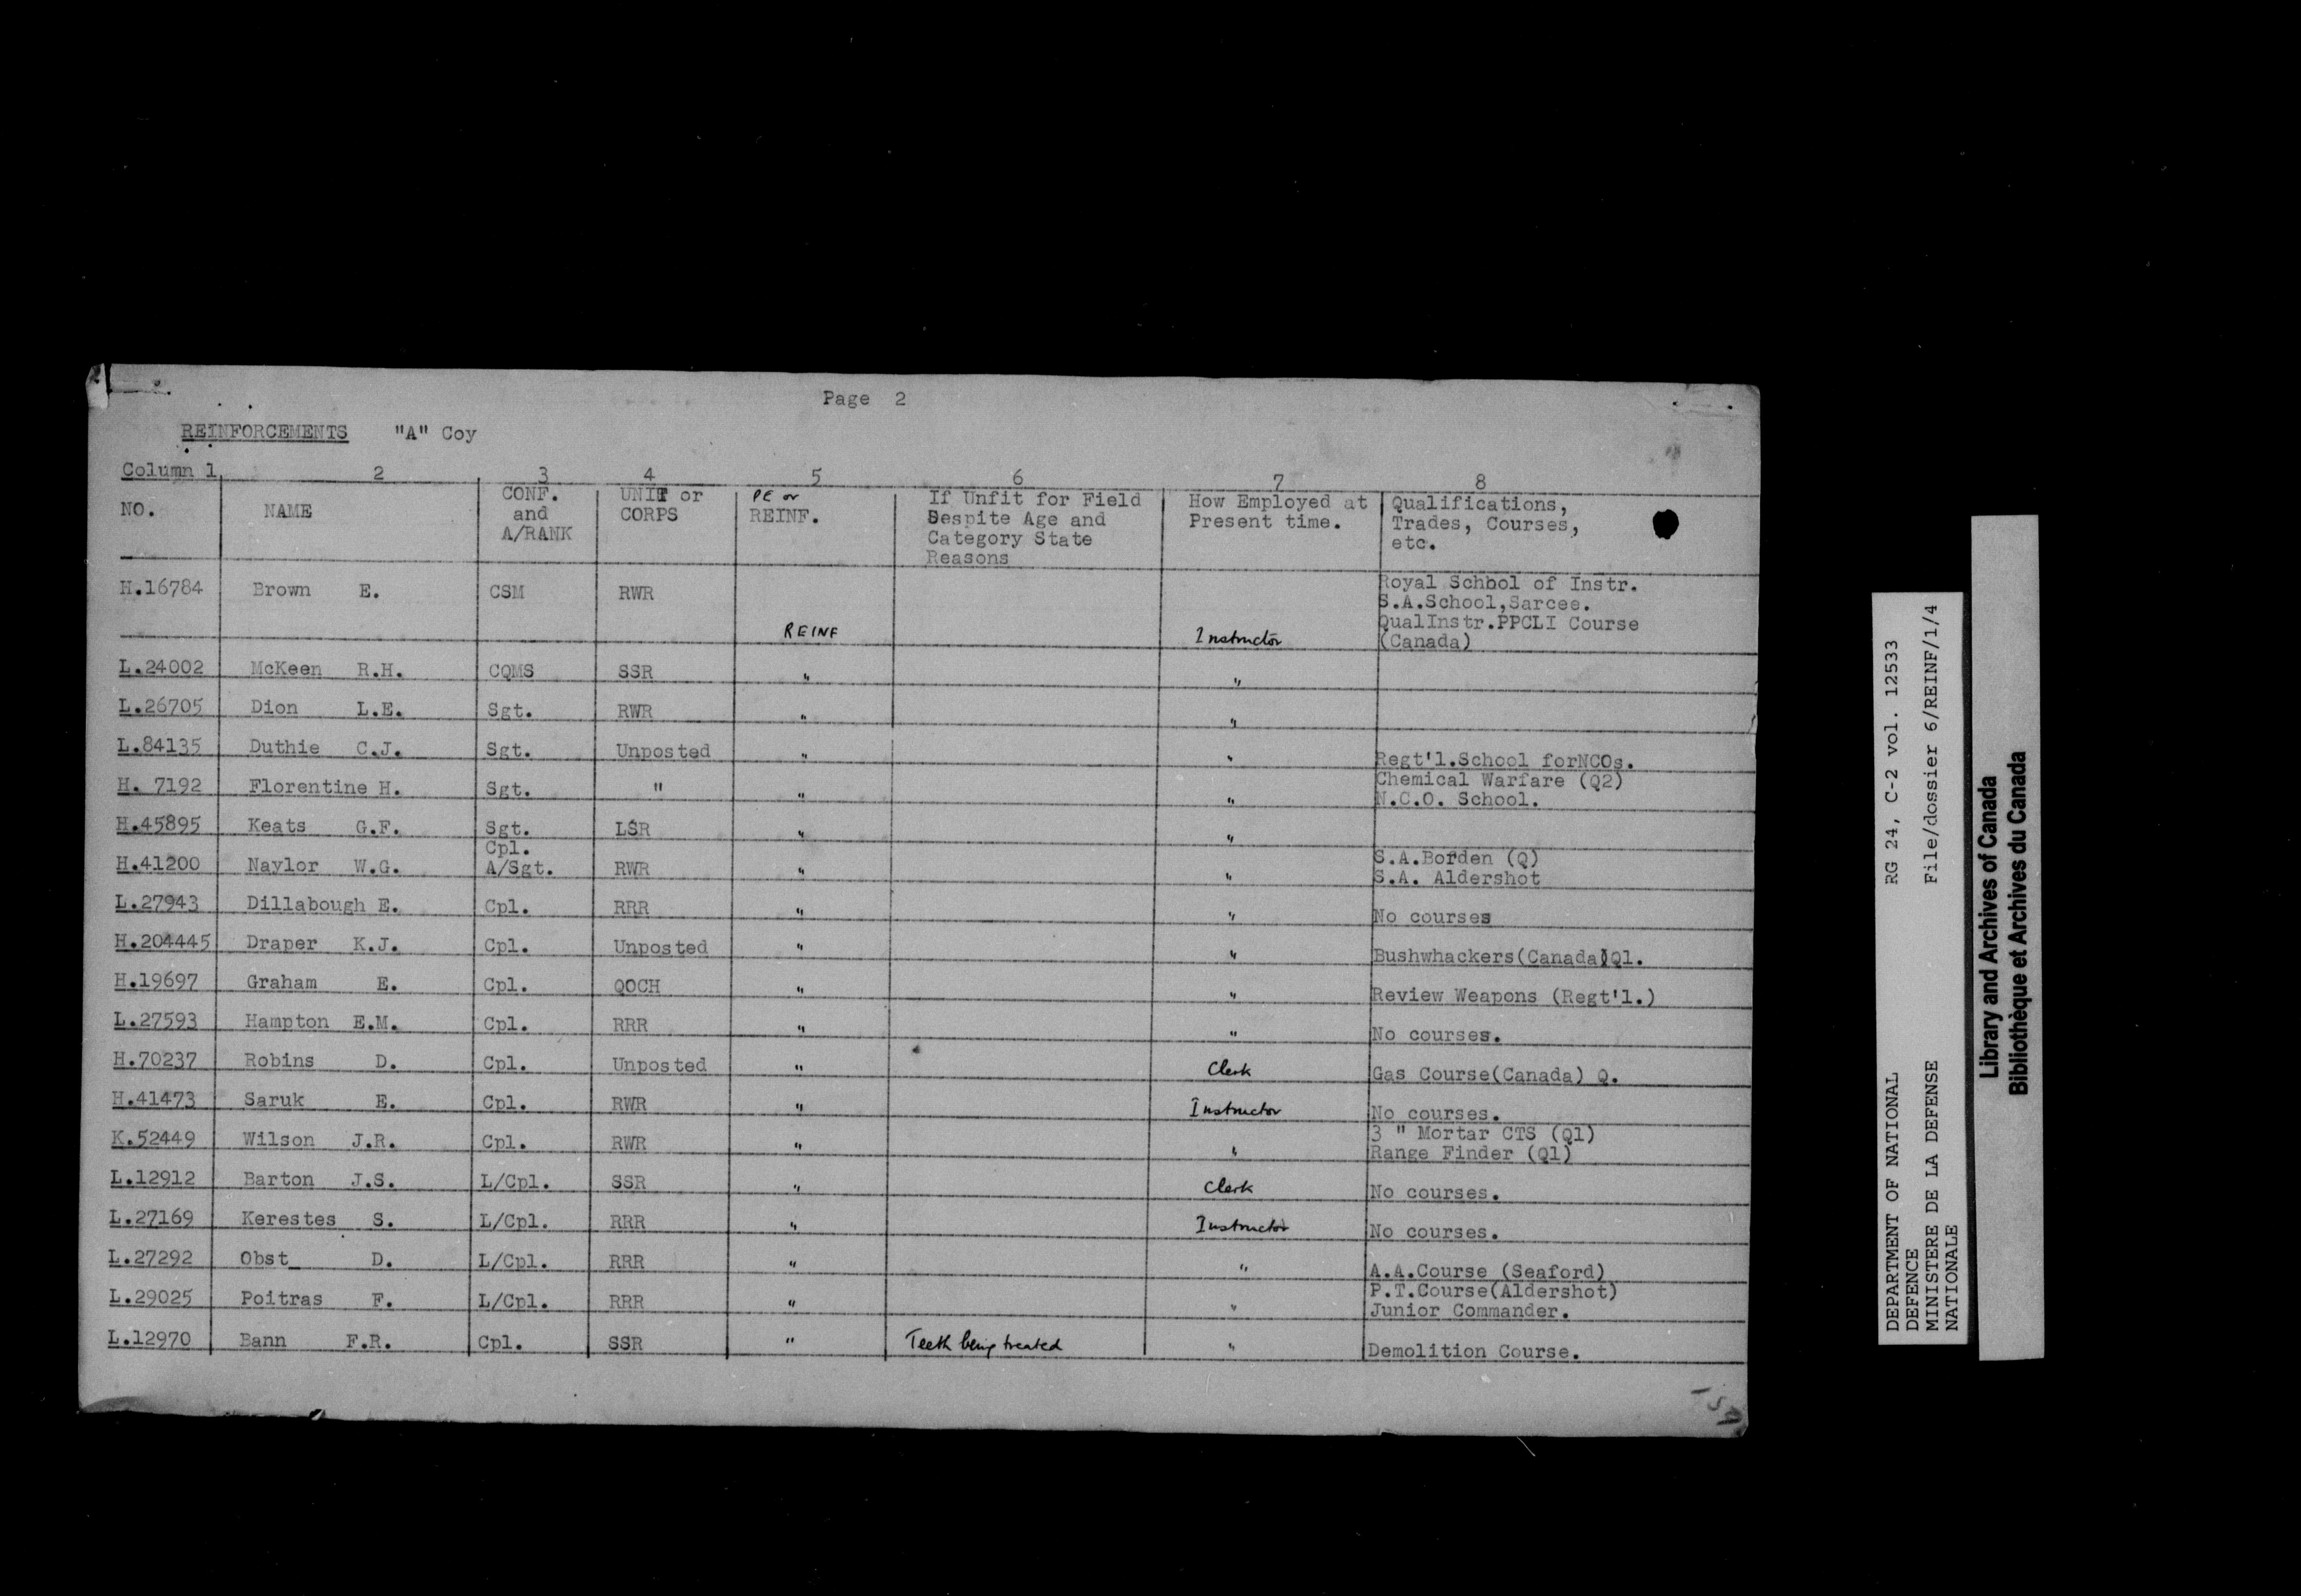 Page 2
REINFORCEMENTS "A" Coy
Column 1 2 3 4 5 6 7 8
NO. NAME CONF. and A/RANK UNIT or CORPS PE or REINF. If Unfit for Field Despite Age and Category State Reasons How Employed at Present time. Qualifications, Trades, Courses, etc.
H.16784 Brown E. CSM RWR REINF Instructor Royal School of Instr. S.A.School,Sarcee. QualInstr.PPCLI Course (Canada)
L.24002 McKeen R.H. CQMS SSR " "
L.26705 Dion L.E. Sgt. RWR " "
L.84135 Duthie C.J. Sgt. Unposted " " Regt'l.School forNCOs.
H. 7192 Florentine H. Sgt. " " " Chemical Warfare (Q2) N.C.O. School.
H.45895 Keats G.F. Sgt. LSR " "
H.41200 Naylor W.G. Cpl. A/Sgt. RWR " " S.A.Borden (Q) S.A. Aldershot
L.27943 Dillabough E. Cpl. RRR " " No courses
H.204445 Draper K.J. Cpl. Unposted " " Bushwhackers(Canada)Q1.
H.19697 Graham E. Cpl. QOCH " " Review Weapons (Regt'l.)
L.27593 Hampton E.M. Cpl. RRR " " No courses.
H.70237 Robins D. Cpl. Unposted " Clerk Gas Course(Canada) Q.
H.41473 Saruk E. Cpl. RWR " Instructor No courses.
K.52449 Wilson J.R. Cpl. RWR " " 3 " Mortar CTS (Q1) Range Finder (Q1)
L.12912 Barton J.S. L/Cpl. SSR " Clerk No courses.
L.27169 Kerestes S. L/Cpl. RRR " Instructor No courses.
L.27292 Obst D. L/Cpl. RRR " " A.A.Course (Seaford)
L.29025 Poitras F. L/Cpl. RRR " " P.T.Course(Aldershot) Junior Commander.
L.12970 Bann F.R. Cpl. SSR " Teeth being treated " Demolition Course.
DEPARTMENT OF NATIONAL RG 24, C-2 vol. 12533
DEFENCE
MINISTERE DE LA DEFENSE File/dossier 6/REINF/1/4
NATIONALE
Library and Archives of Canada
Bibliothèque et Archives du Canada